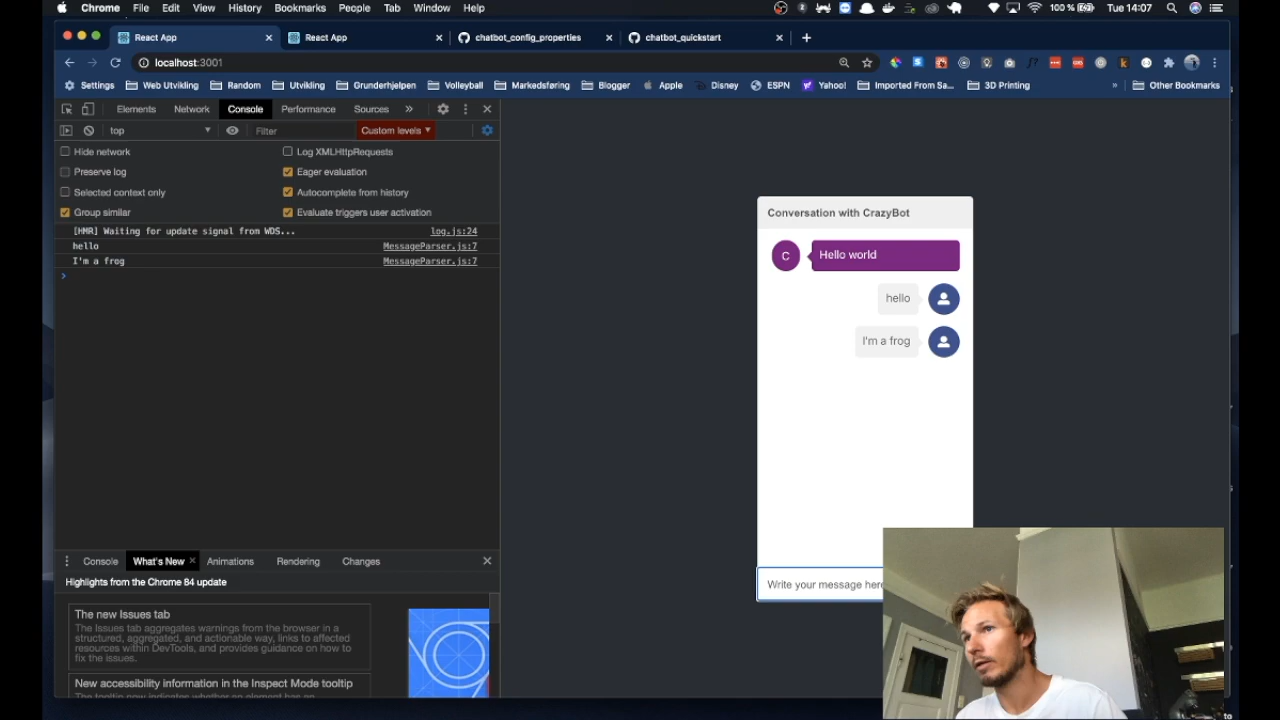 Chrome File Edit View History Bookmarks People Tab Window Help 100 % Tue 14:07
React App × React App × chatbot_config_properties × chatbot_quickstart × +
localhost:3001
Settings Web Utvikling Random Utvikling Grunderhjelpen Volleyball Markedsføring Blogger Apple Disney ESPN Yahoo! Imported From Sa... 3D Printing » Other Bookmarks
Elements Network Console Performance Sources »
top Filter Custom levels
Hide network Log XMLHttpRequests
Preserve log Eager evaluation
Selected context only Autocomplete from history
Group similar Evaluate triggers user activation
[HMR] Waiting for update signal from WDS... log.js:24
hello MessageParser.js:7
I'm a frog MessageParser.js:7
Conversation with CrazyBot
C Hello world
hello
I'm a frog
Write your message here
Console What's New × Animations Rendering Changes
Highlights from the Chrome 84 update
The new Issues tab
The Issues tab aggregates warnings from the browser in a
structured, aggregated, and actionable way, links to affected
resources within DevTools, and provides guidance on how to
fix the issues.
New accessibility information in the Inspect Mode tooltip